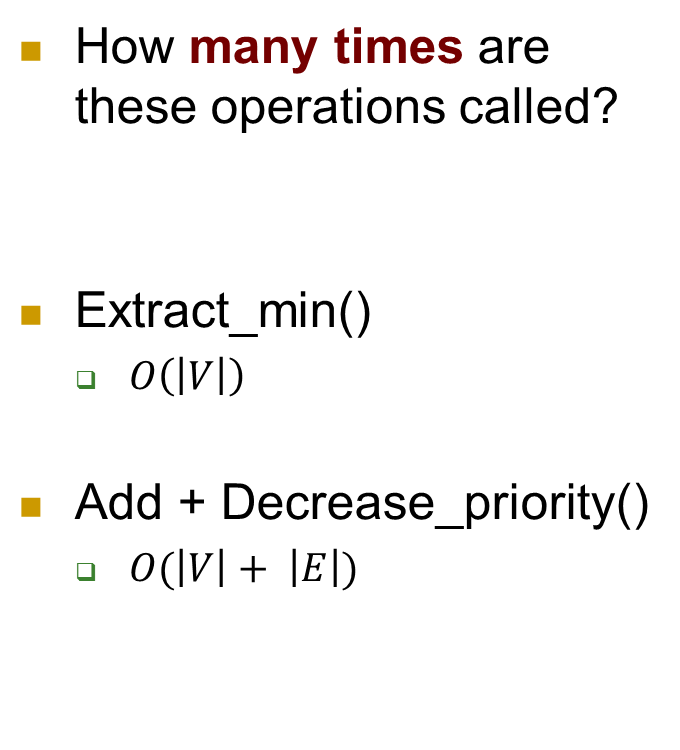 How many times are
these operations called?
Extract_min()
O(|V|)
Add + Decrease_priority()
O(|V| + |E|)